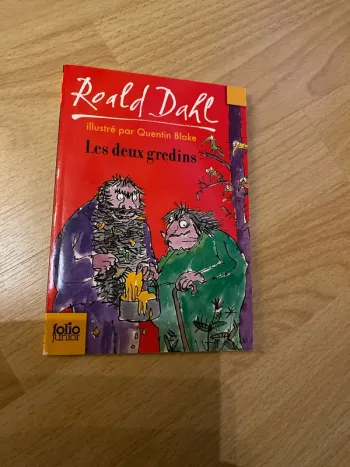 Roald Dahl
illustré par Quentin Blake
Les deux gredins
folio
junior